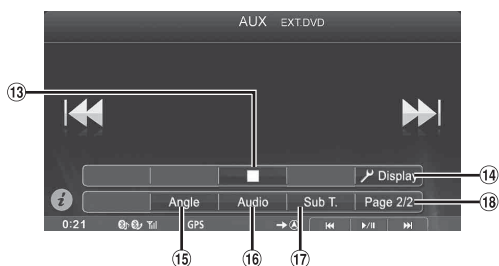 AUX EXT.DVD
13
14
Display
Angle Audio Sub T. Page 2/2
18
0:21 GPS A
15 16 17